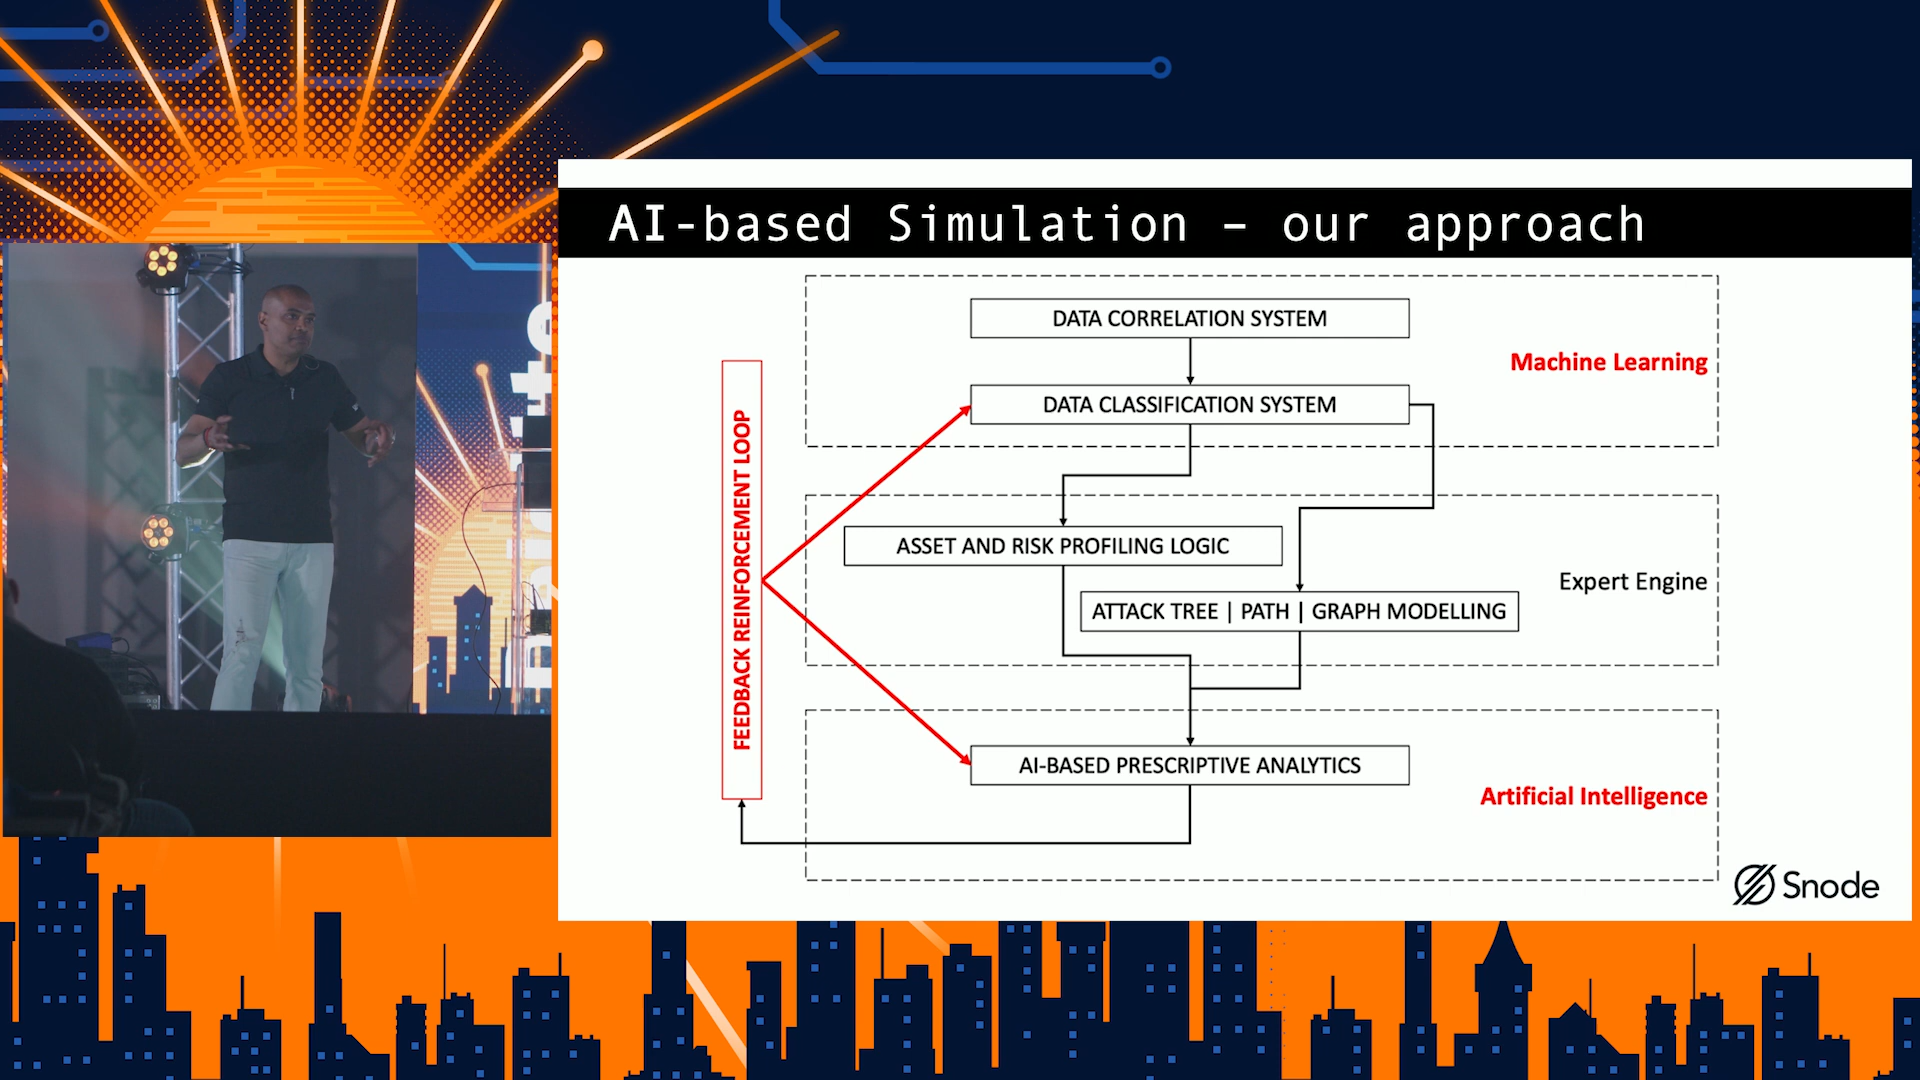 AI-based Simulation – our approach
DATA CORRELATION SYSTEM
Machine Learning
DATA CLASSIFICATION SYSTEM
FEEDBACK REINFORCEMENT LOOP
ASSET AND RISK PROFILING LOGIC
Expert Engine
ATTACK TREE | PATH | GRAPH MODELLING
AI-BASED PRESCRIPTIVE ANALYTICS
Artificial Intelligence
Snode